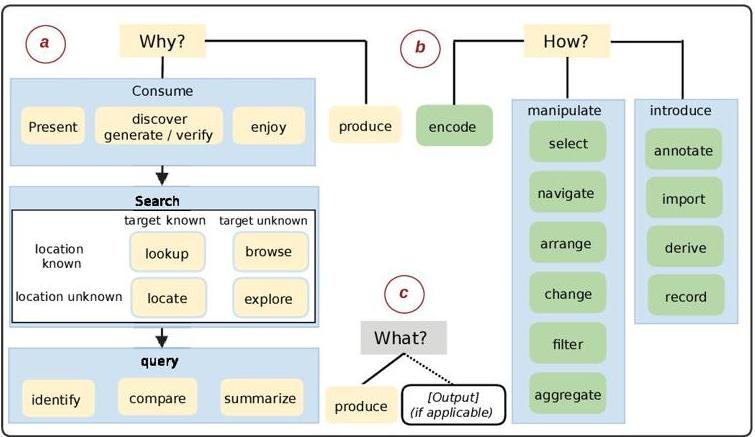 a
Why?
Consume
Present
discover
generate / verify
enjoy
produce
Search
target known
target unknown
location
known
lookup
browse
location unknown
locate
explore
query
identify
compare
summarize
b
How?
encode
manipulate
select
navigate
arrange
change
filter
aggregate
introduce
annotate
import
derive
record
c
What?
produce
[Output]
(if applicable)